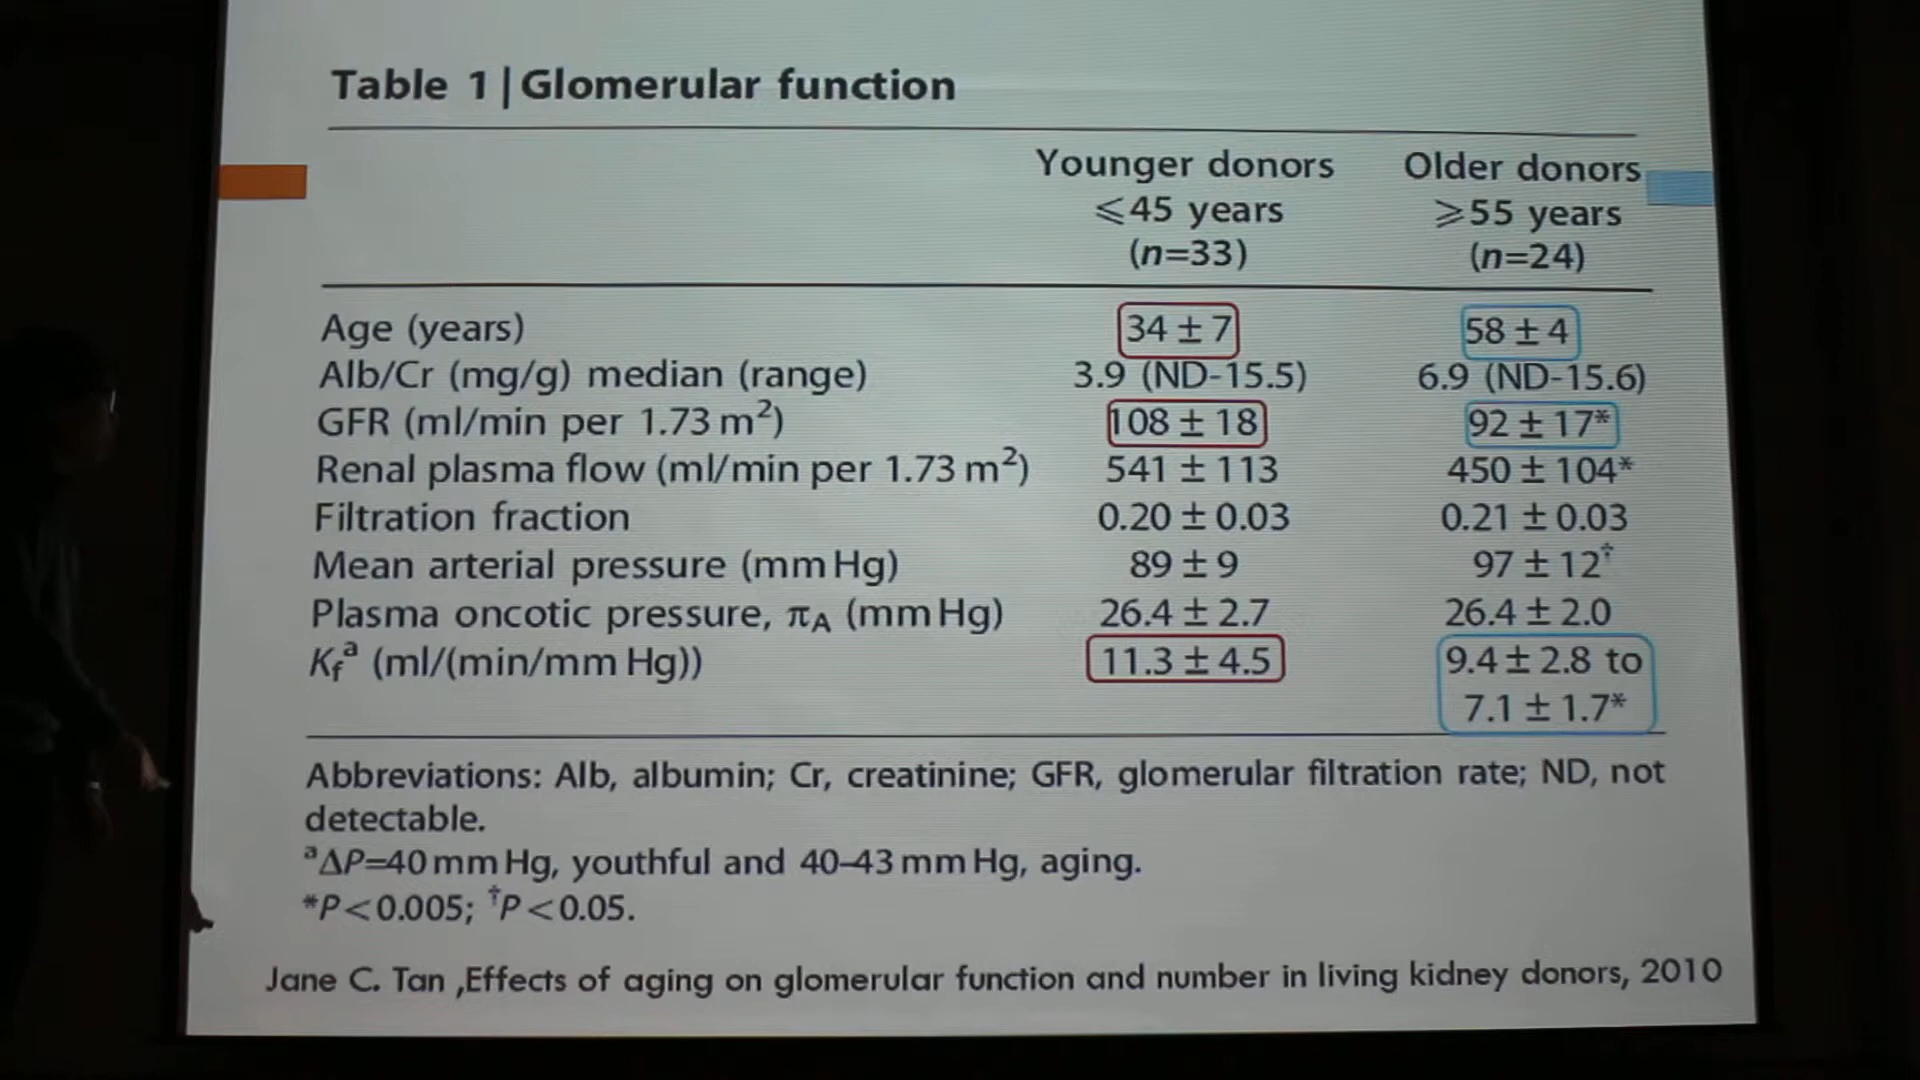 Table 1 | Glomerular function
Younger donors Older donors
⩽45 years ⩾55 years
(n=33) (n=24)
Age (years) 34 ± 7 58 ± 4
Alb/Cr (mg/g) median (range) 3.9 (ND-15.5) 6.9 (ND-15.6)
GFR (ml/min per 1.73 m²) 108 ± 18 92 ± 17*
Renal plasma flow (ml/min per 1.73 m²) 541 ± 113 450 ± 104*
Filtration fraction 0.20 ± 0.03 0.21 ± 0.03
Mean arterial pressure (mm Hg) 89 ± 9 97 ± 12†
Plasma oncotic pressure, πA (mm Hg) 26.4 ± 2.7 26.4 ± 2.0
Kfᵃ (ml/(min/mm Hg)) 11.3 ± 4.5 9.4 ± 2.8 to
7.1 ± 1.7*
Abbreviations: Alb, albumin; Cr, creatinine; GFR, glomerular filtration rate; ND, not
detectable.
ᵃΔP=40 mm Hg, youthful and 40–43 mm Hg, aging.
*P<0.005; †P<0.05.
Jane C. Tan ,Effects of aging on glomerular function and number in living kidney donors, 2010